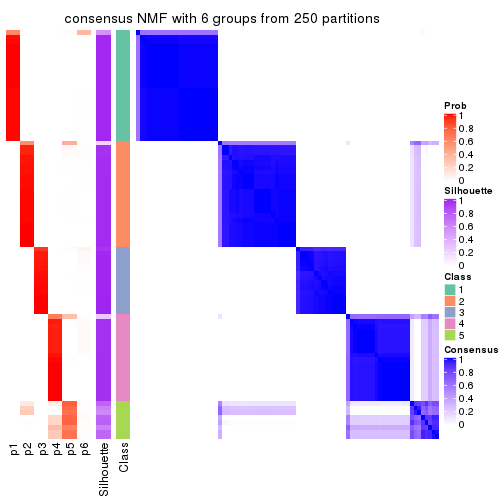 consensus NMF with 6 groups from 250 partitions
Prob
1
0.8
0.6
0.4
0.2
0
Silhouette
1
0.8
0.6
0.4
0.2
0
Class
1
2
3
4
5
Consensus
1
0.8
0.6
0.4
0.2
0
p1
p2
p3
p4
p5
p6
Silhouette
Class